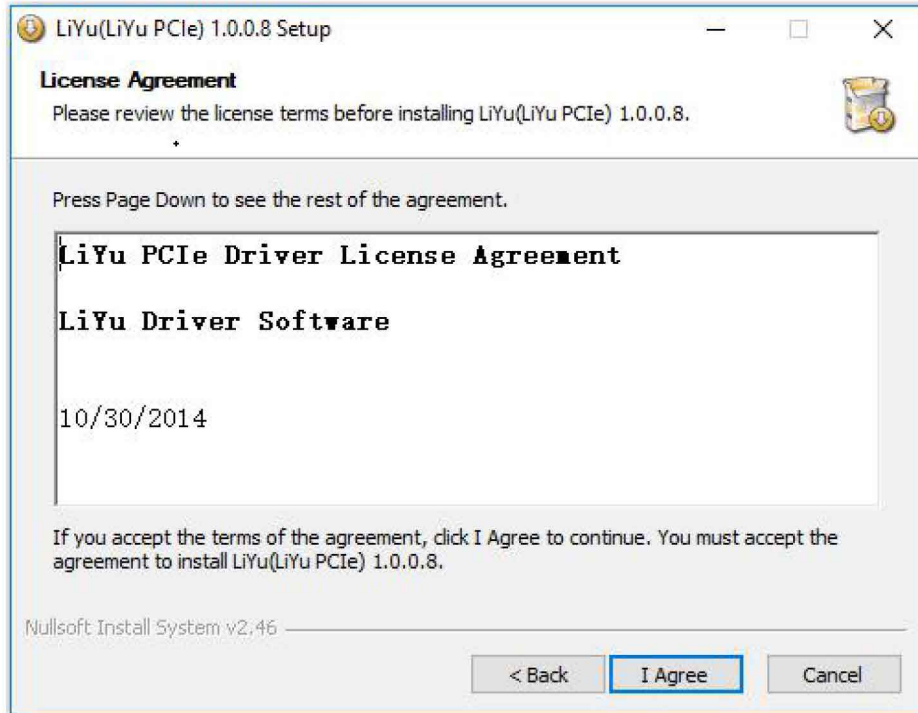 LiYu(LiYu PCIe) 1.0.0.8 Setup
License Agreement
Please review the license terms before installing LiYu(LiYu PCIe) 1.0.0.8.
Press Page Down to see the rest of the agreement.
LiYu PCIe Driver License Agreement
LiYu Driver Software
10/30/2014
If you accept the terms of the agreement, click I Agree to continue. You must accept the
agreement to install LiYu(LiYu PCIe) 1.0.0.8.
Nullsoft Install System v2.46
< Back I Agree Cancel